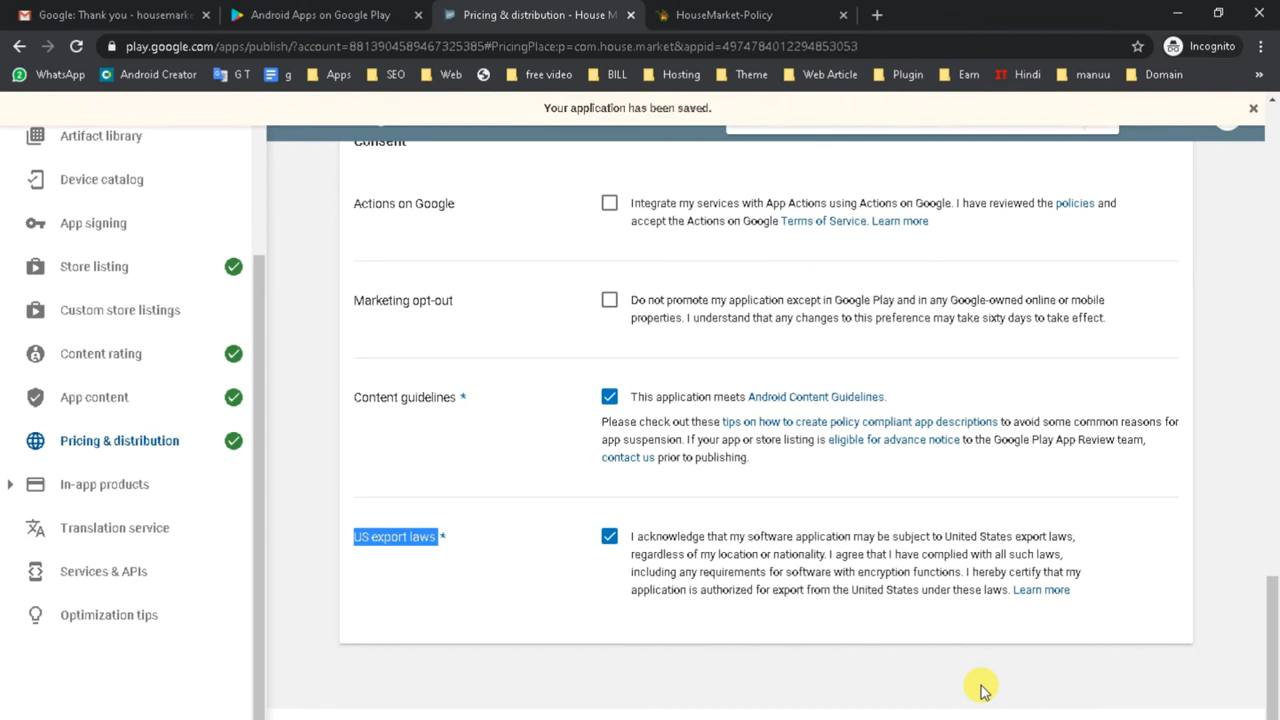 Google: Thank you - housemarke
Android Apps on Google Play
Pricing & distribution - House M
HouseMarket-Policy
play.google.com/apps/publish/?account=8813904589467325385#PricingPlace:p=com.house.market&appid=4974784012294853053
Incognito
WhatsApp
Android Creator
G T
g
Apps
SEO
Web
free video
BILL
Hosting
Theme
Web Article
Plugin
Earn
IT Hindi
manuu
Domain
Your application has been saved.
Artifact library
Device catalog
App signing
Store listing
Custom store listings
Content rating
App content
Pricing & distribution
In-app products
Translation service
Services & APIs
Optimization tips
Consent
Actions on Google
Integrate my services with App Actions using Actions on Google. I have reviewed the policies and
accept the Actions on Google Terms of Service. Learn more
Marketing opt-out
Do not promote my application except in Google Play and in any Google-owned online or mobile
properties. I understand that any changes to this preference may take sixty days to take effect.
Content guidelines *
This application meets Android Content Guidelines.
Please check out these tips on how to create policy compliant app descriptions to avoid some common reasons for
app suspension. If your app or store listing is eligible for advance notice to the Google Play App Review team,
contact us prior to publishing.
US export laws *
I acknowledge that my software application may be subject to United States export laws,
regardless of my location or nationality. I agree that I have complied with all such laws,
including any requirements for software with encryption functions. I hereby certify that my
application is authorized for export from the United States under these laws. Learn more